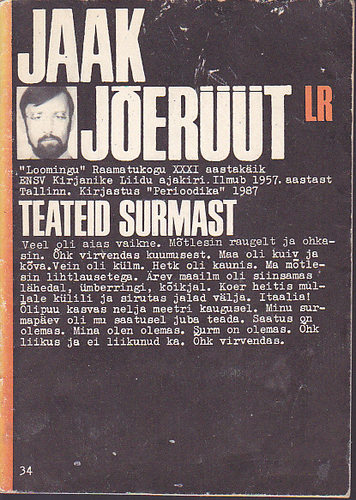 JAAK
JÕERÜÜT
LR
"Loomingu" Raamatukogu XXXI aastakäik
ENSV Kirjanike Liidu ajakiri. Ilmub 1957. aastast
Tallinn. Kirjastus "Perioodika" 1987
TEATEID SURMAST
Veel oli aias vaikne. Mõtlesin raugelt ja ohka-
sin. Õhk virvendas kuumusest. Maa oli kuiv ja
kõva. Vein oli külm. Hetk oli kaunis. Ma mõtle-
sin lihtlausetega. Ärev maailm oli siinsamas
lähedal, ümberringi, kõikjal. Koer heitis mul-
lale külili ja sirutas jalad välja. Itaalia!
Õlipuu kasvas nelja meetri kaugusel. Minu sur-
mapäev oli mu saatusel juba teada. Saatus on
olemas. Mina olen olemas. Surm on olemas. Õhk
liikus ja ei liikunud ka. Õhk virvendas.
34